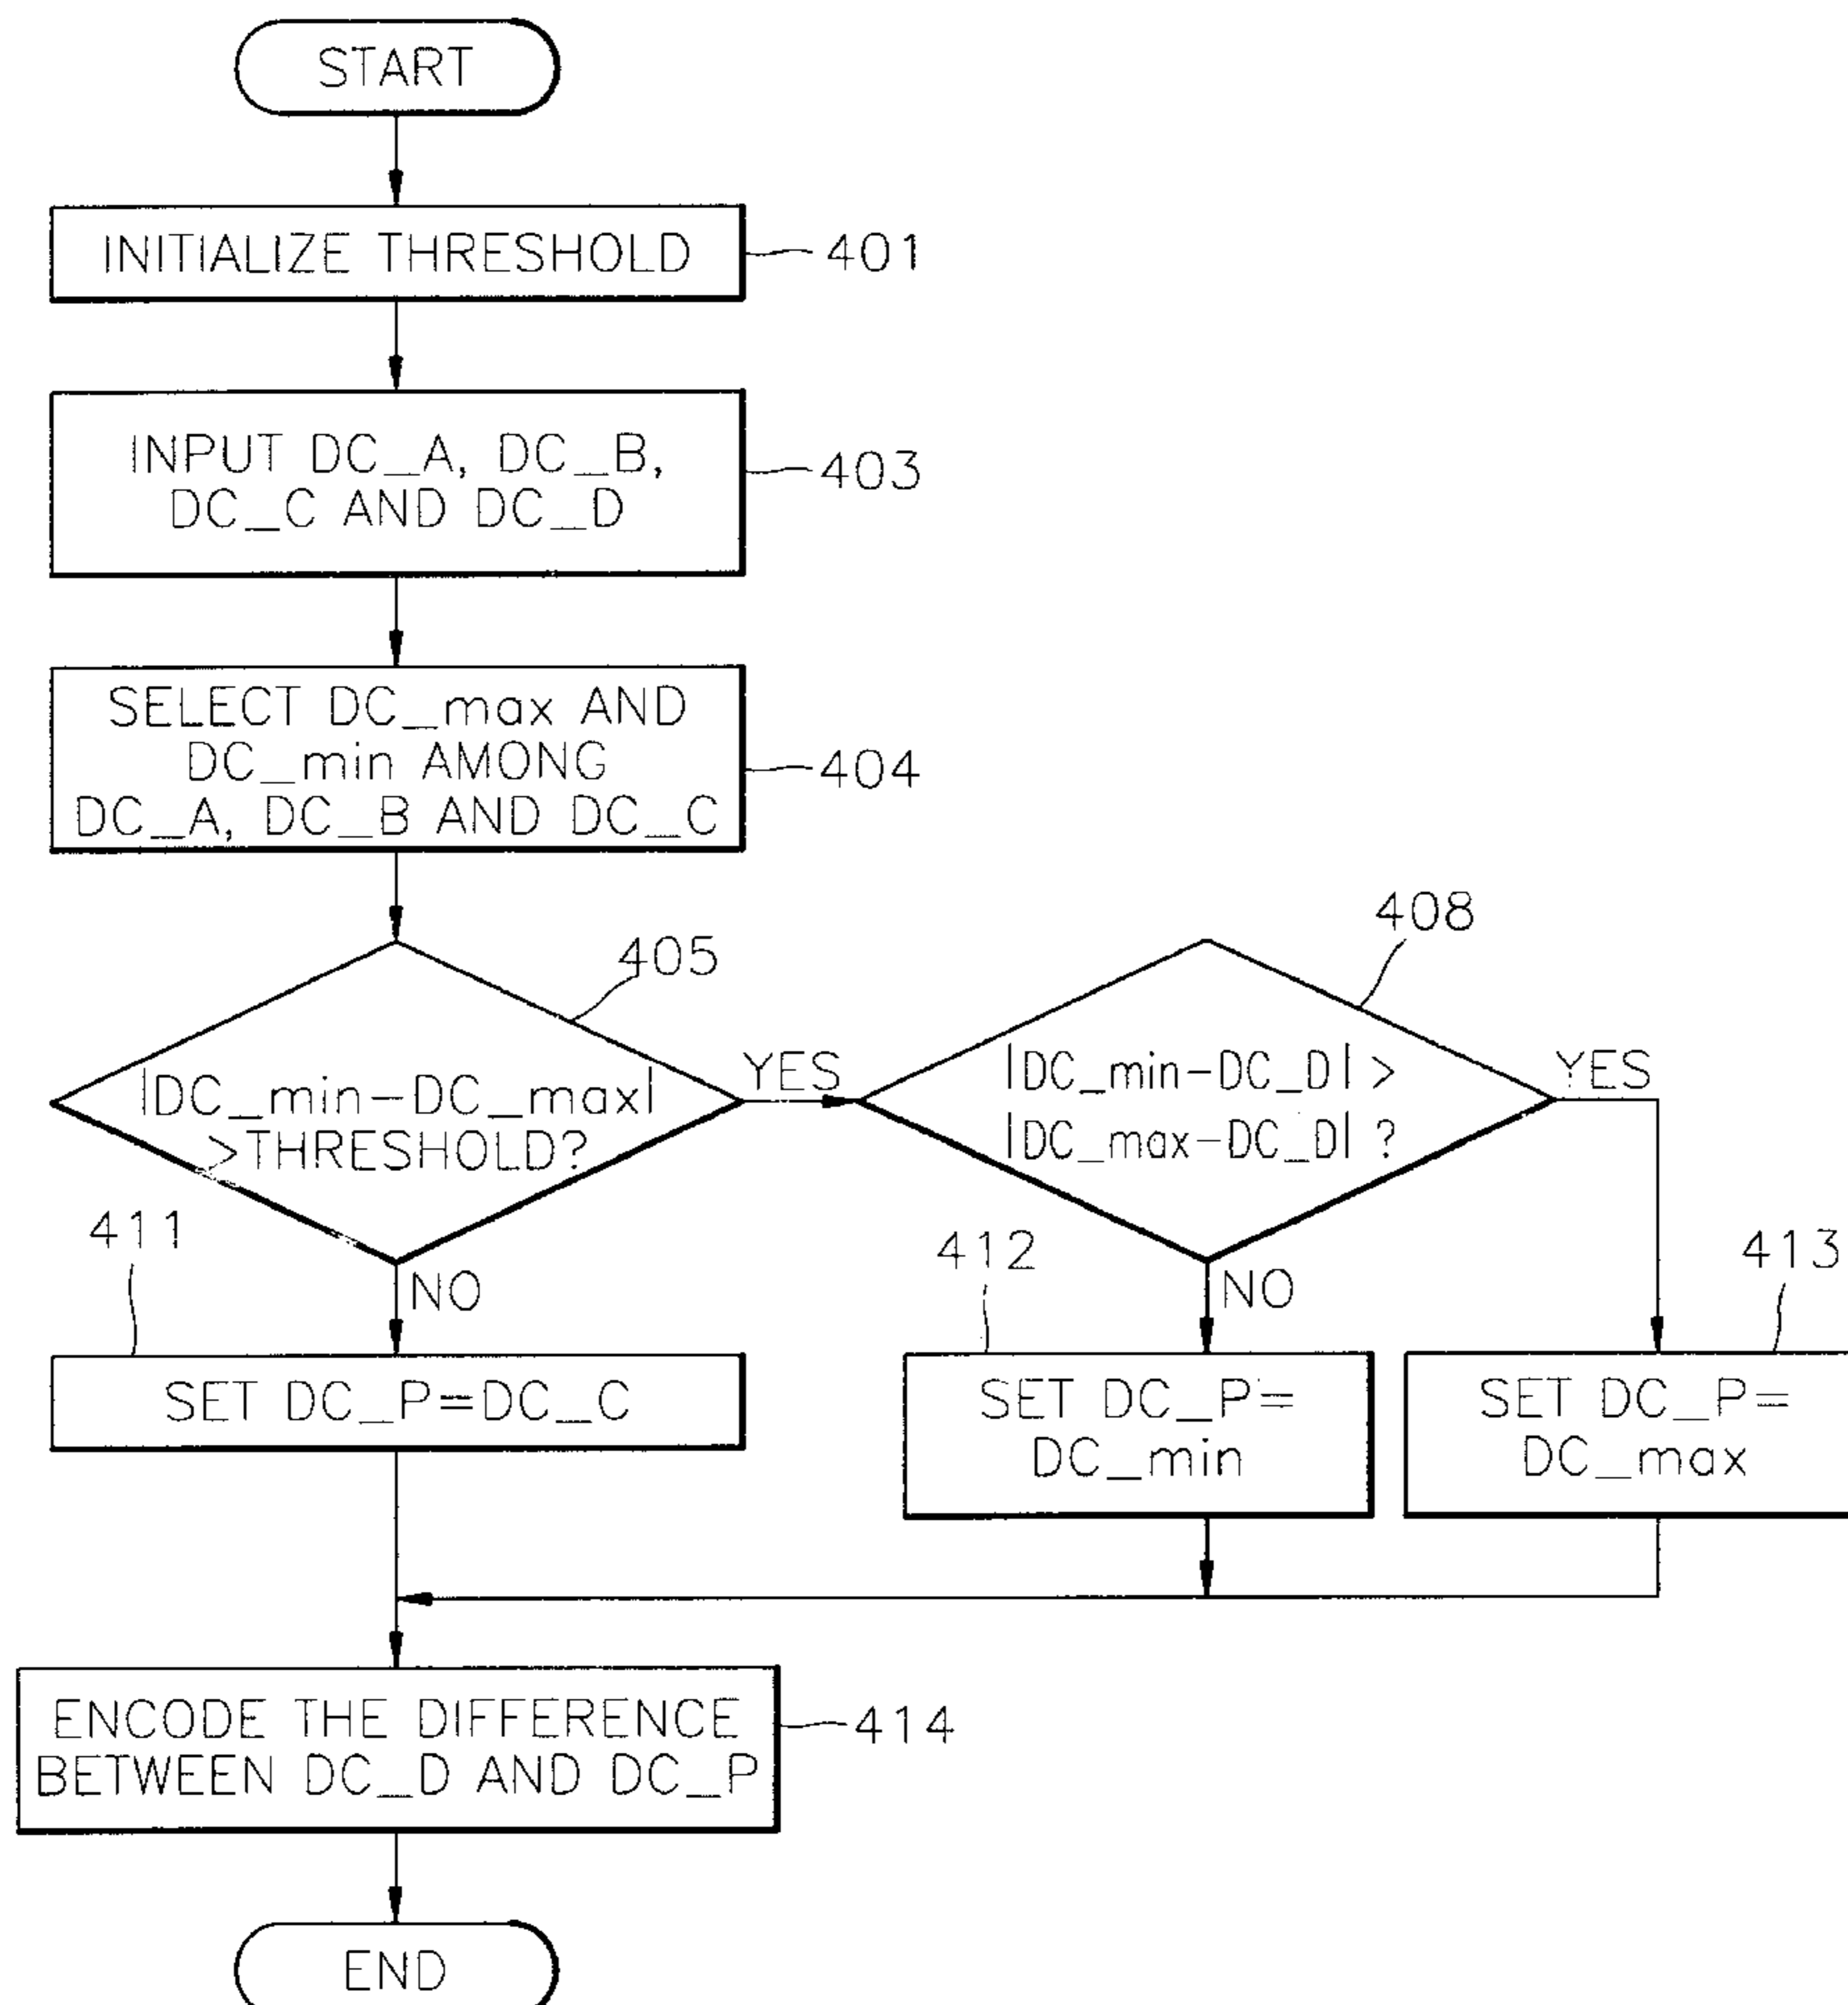 START
INITIALIZE THRESHOLD
401
INPUT DC_A, DC_B,
DC_C AND DC_D
403
SELECT DC_max AND
DC_min AMONG
DC_A, DC_B AND DC_C
404
405
|DC_min-DC_max|
>THRESHOLD?
YES
NO
408
|DC_min-DC_D| >
|DC_max-DC_D| ?
YES
NO
411
SET DC_P=DC_C
412
SET DC_P=
DC_min
413
SET DC_P=
DC_max
ENCODE THE DIFFERENCE
BETWEEN DC_D AND DC_P
414
END